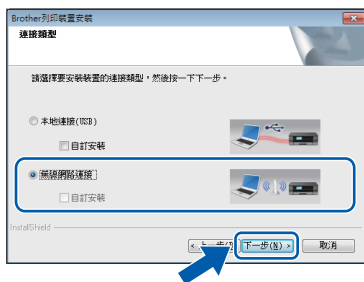 Brother列印裝置安裝
連接類型
請選擇要安裝裝置的連接類型，然後按一下下一步。
本地連接(USB)
自訂安裝
無線網路連接
自訂安裝
InstallShield
下一步(N) > 取消